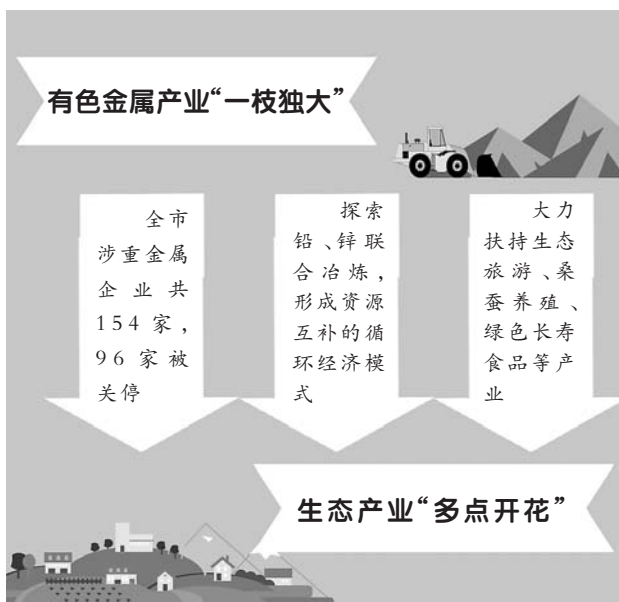 有色金属产业“一枝独大”
全市
涉重金属
企业共
154家，
96家被
关停
探索
铅、锌联
合冶炼，
形成资源
互补的循
环经济模
式
大力
扶持生态
旅游、桑
蚕养殖、
绿色长寿
食品等产
业
生态产业“多点开花”